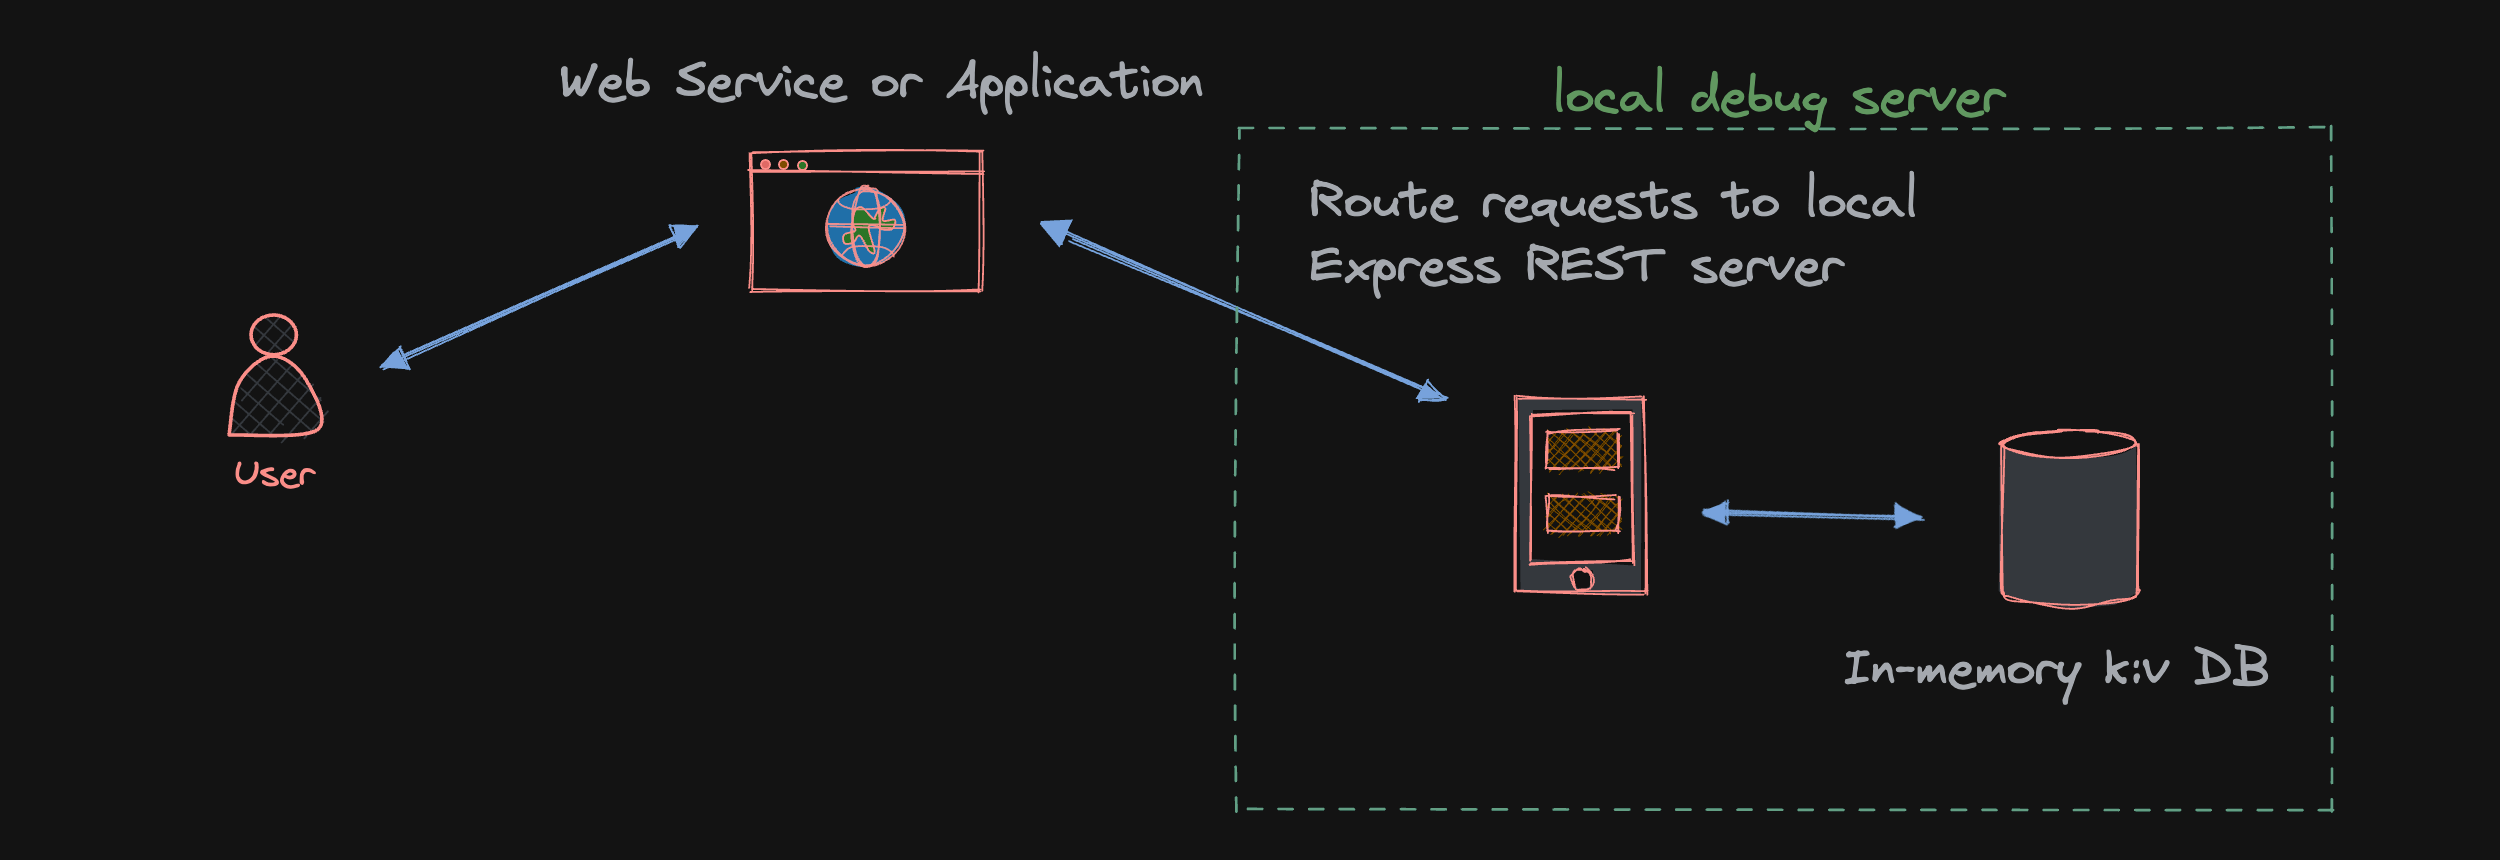 Web Service or Application
local debug server
Route requests to local
Express REST server
User
In-memory k:v DB